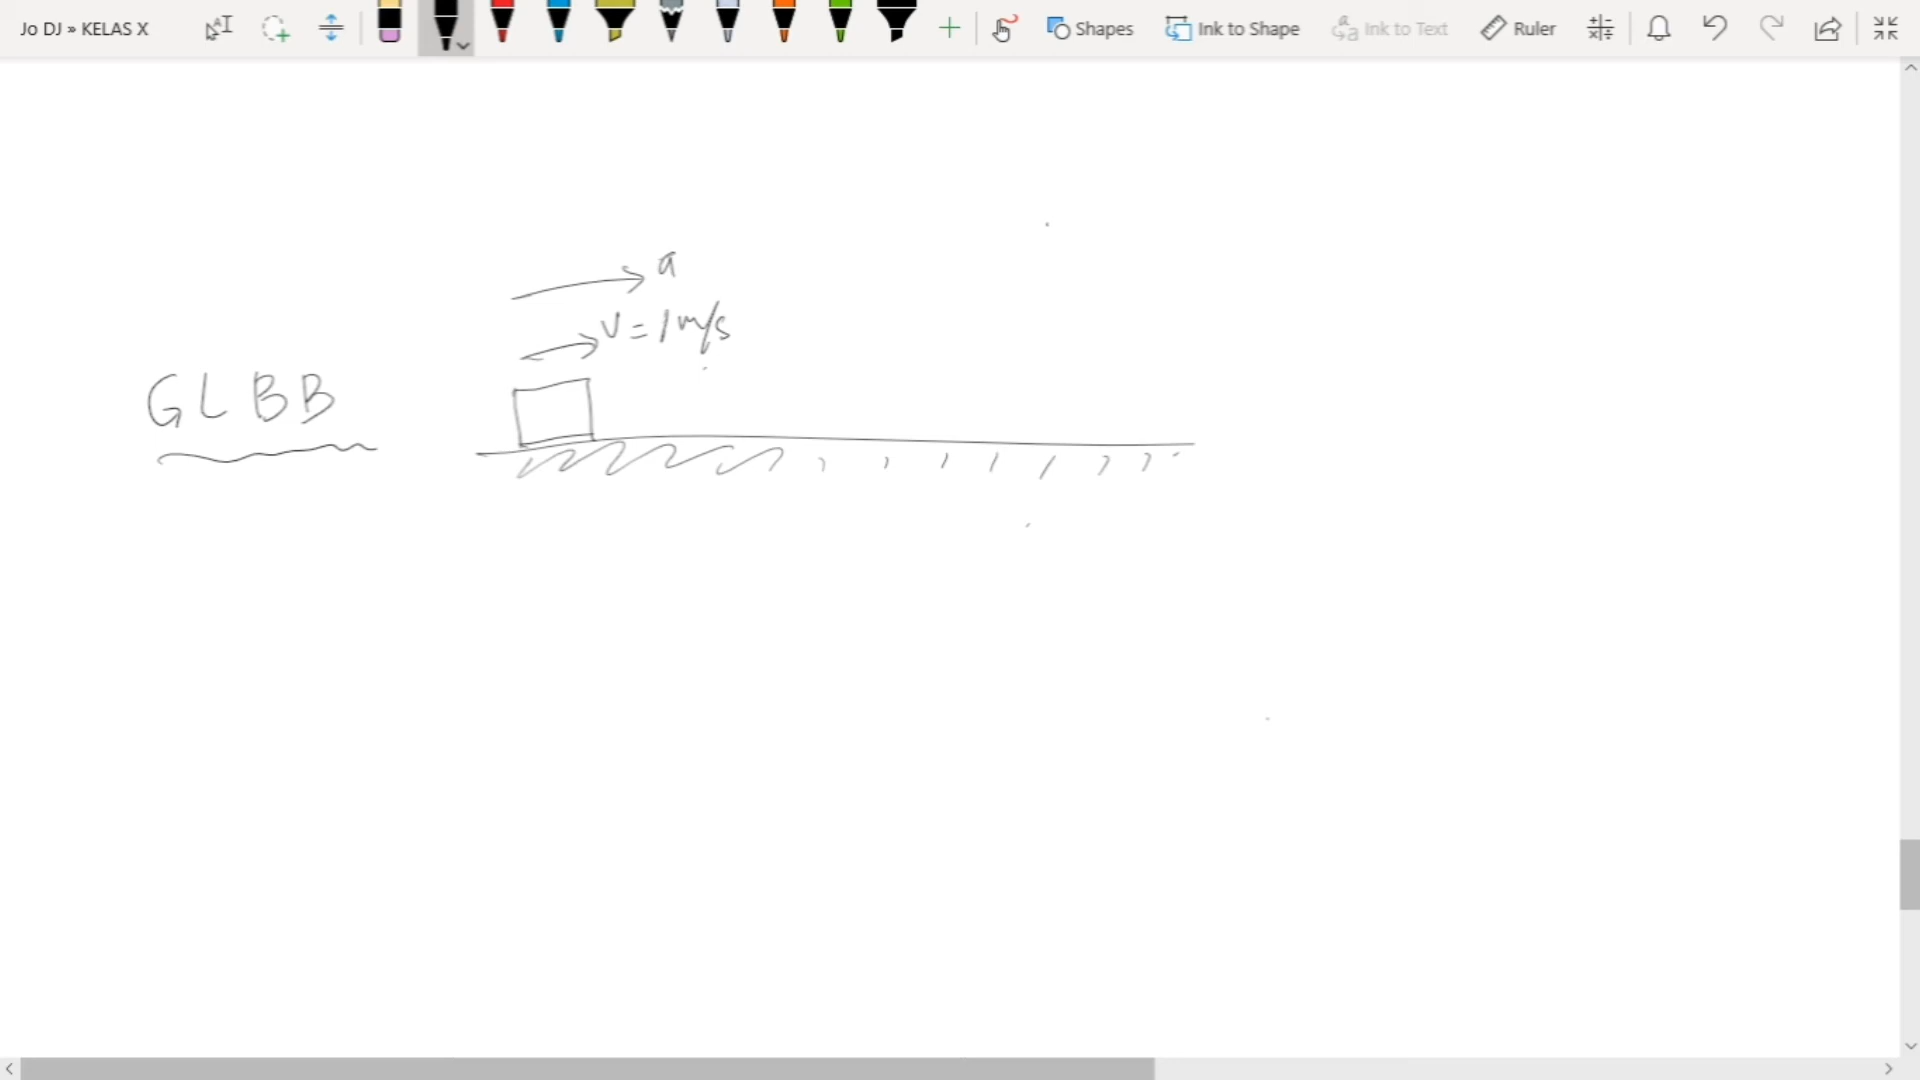 Jo DJ » KELAS X
Shapes
Ink to Shape
Ink to Text
Ruler
a
V = 1 m/s
GLBB